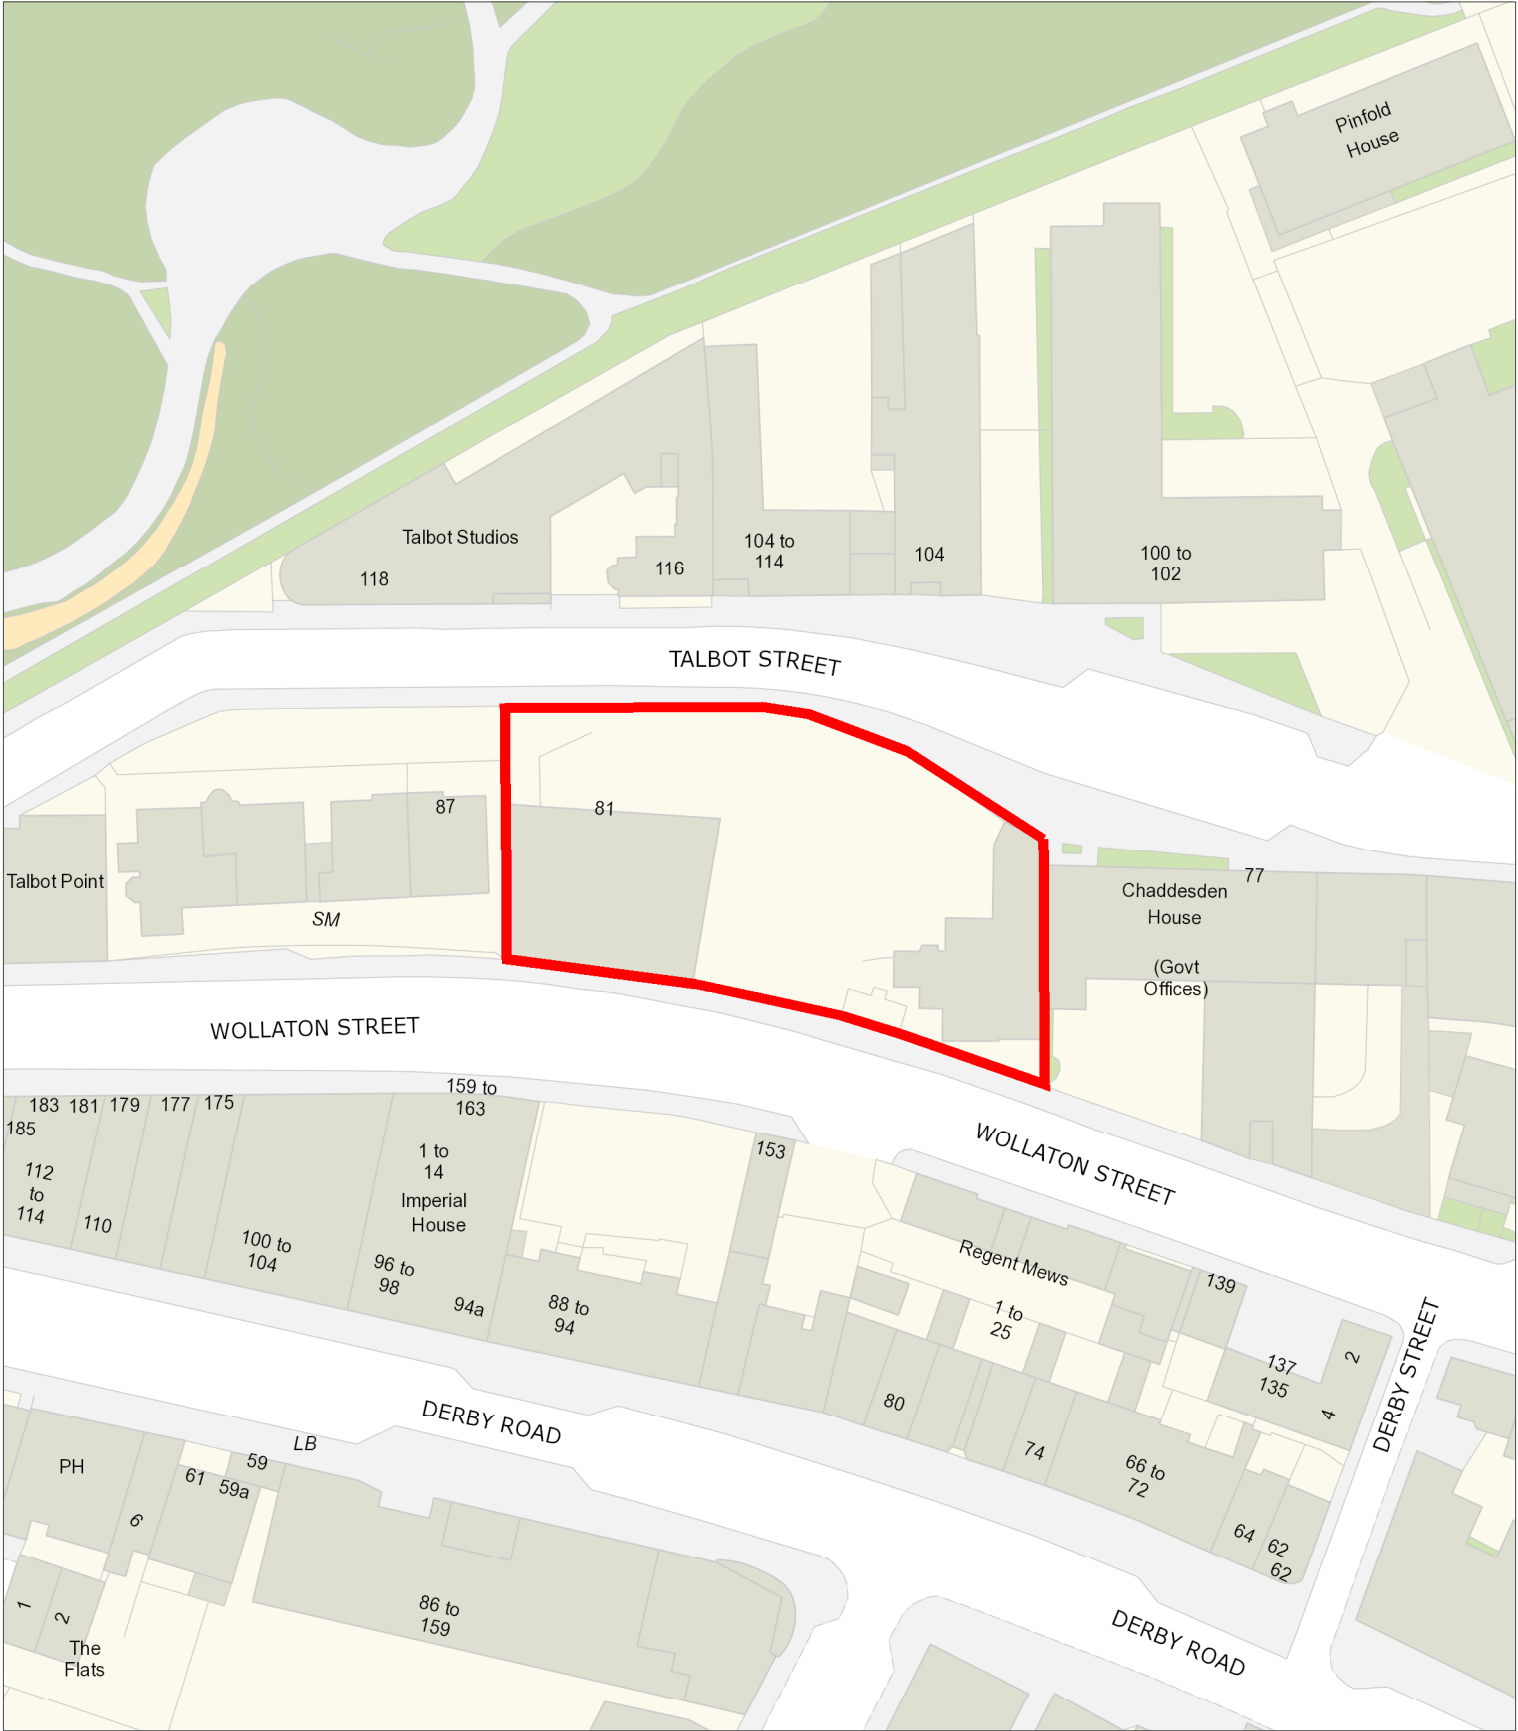 Pinfold
House
Talbot Studios
118
116
104 to
114
104
100 to
102
TALBOT STREET
87
81
Talbot Point
SM
77
Chaddesden
House
(Govt
Offices)
WOLLATON STREET
159 to
163
183
181
179
177
175
185
112
to
114
110
100 to
104
1 to
14
Imperial
House
96 to
98
94a
88 to
94
153
WOLLATON STREET
Regent Mews
1 to
25
139
137
135
2
4
DERBY STREET
80
74
66 to
72
64
62
62
DERBY ROAD
LB
PH
59
61
59a
6
1
2
The
Flats
86 to
159
DERBY ROAD